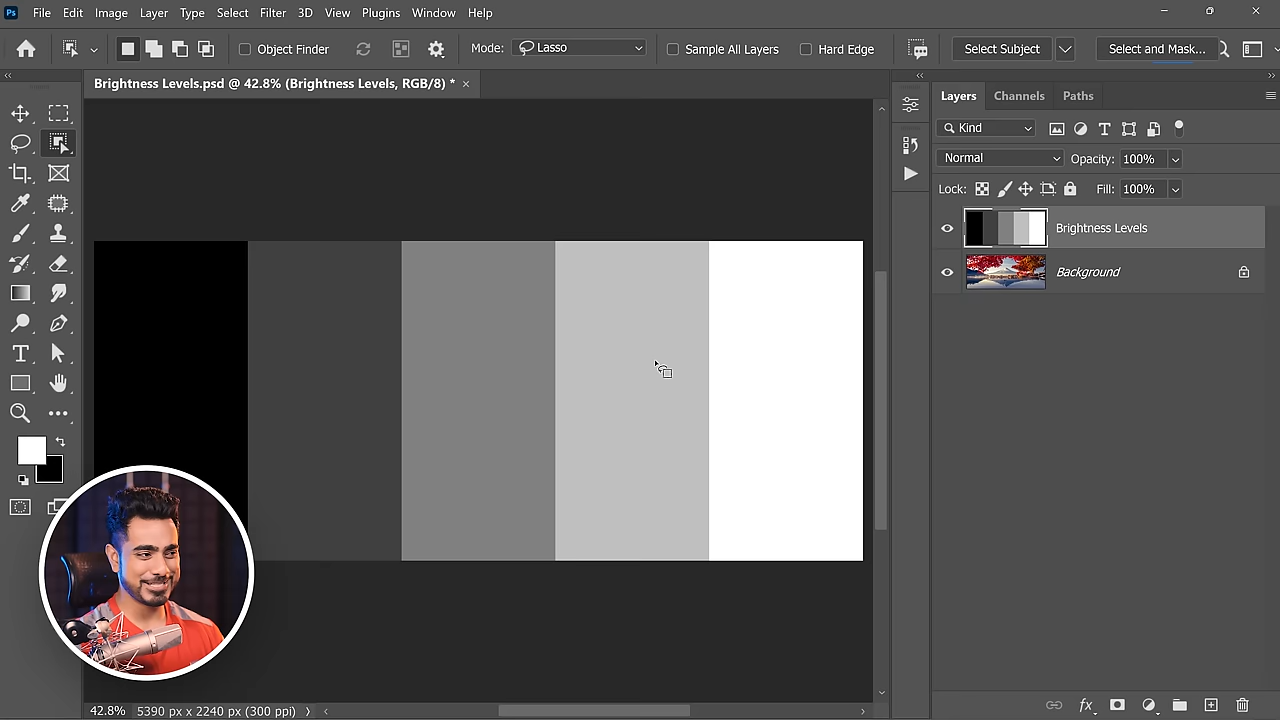 Ps File Edit Image Layer Type Select Filter 3D View Plugins Window Help
Object Finder Mode: Lasso Sample All Layers Hard Edge Select Subject Select and Mask...
Brightness Levels.psd @ 42.8% (Brightness Levels, RGB/8) * ×
Layers Channels Paths
Kind
Normal Opacity: 100%
Lock: Fill: 100%
Brightness Levels
Background
42.8% 5390 px x 2240 px (300 ppi)